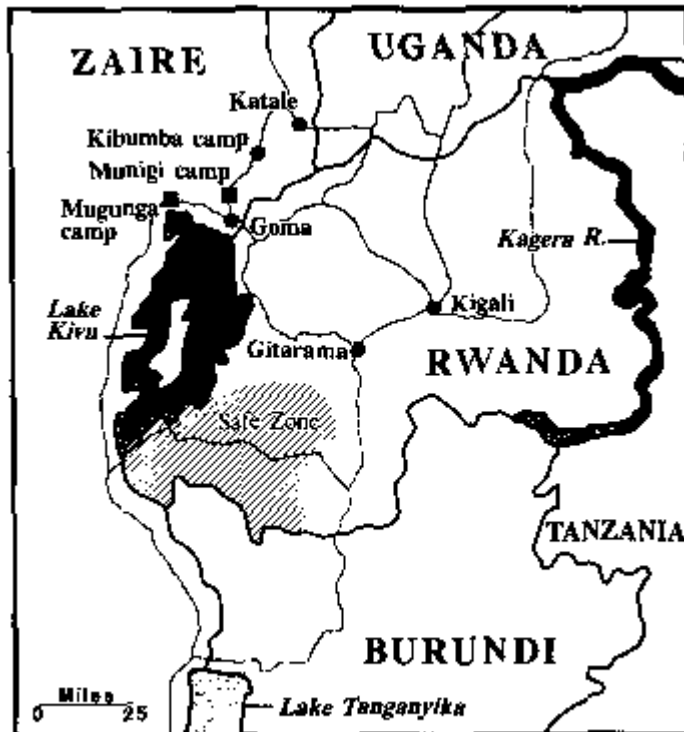 UGANDA
ZAIRE
Katale
Kibumba camp
Munigi camp
Mugunga
camp
Goma
Kagera R.
Lake
Kivu
Kigali
Gitarama
RWANDA
Safe Zone
TANZANIA
BURUNDI
Miles
0 25
Lake Tanganyika